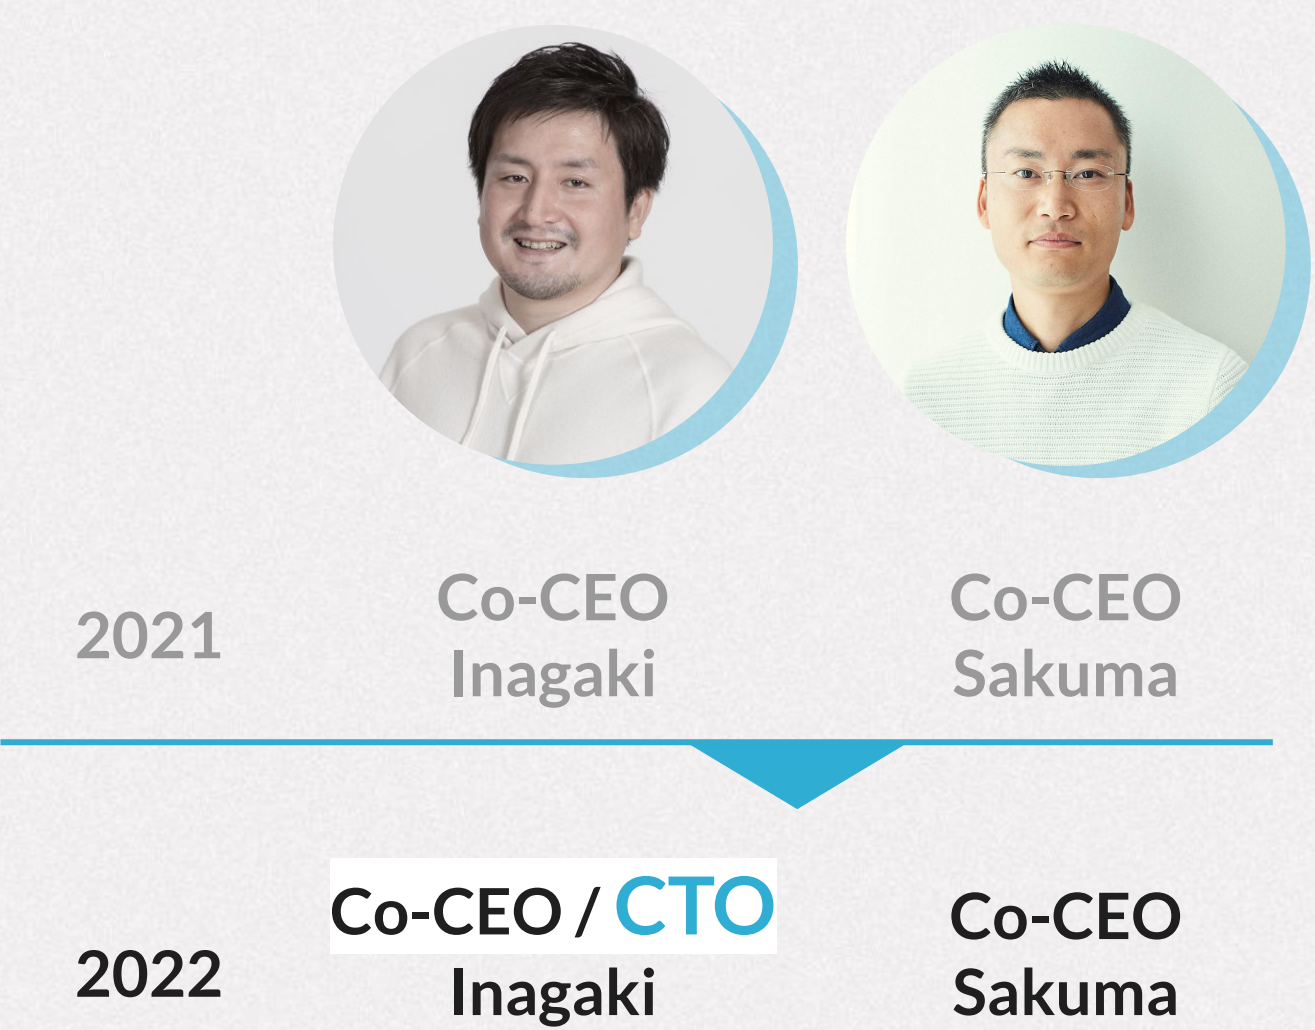 2021
Co-CEO
Inagaki
Co-CEO
Sakuma
2022
Co-CEO / CTO
Inagaki
Co-CEO
Sakuma